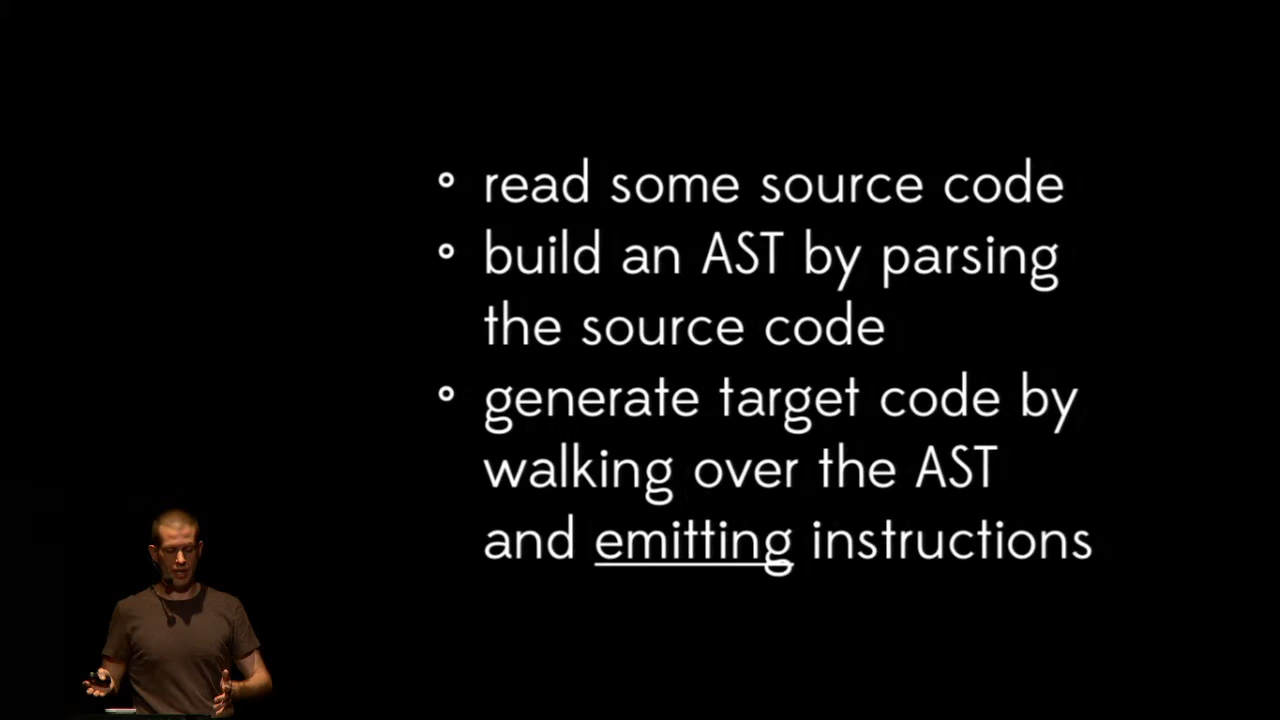 ° read some source code
° build an AST by parsing
the source code
° generate target code by
walking over the AST
and emitting instructions